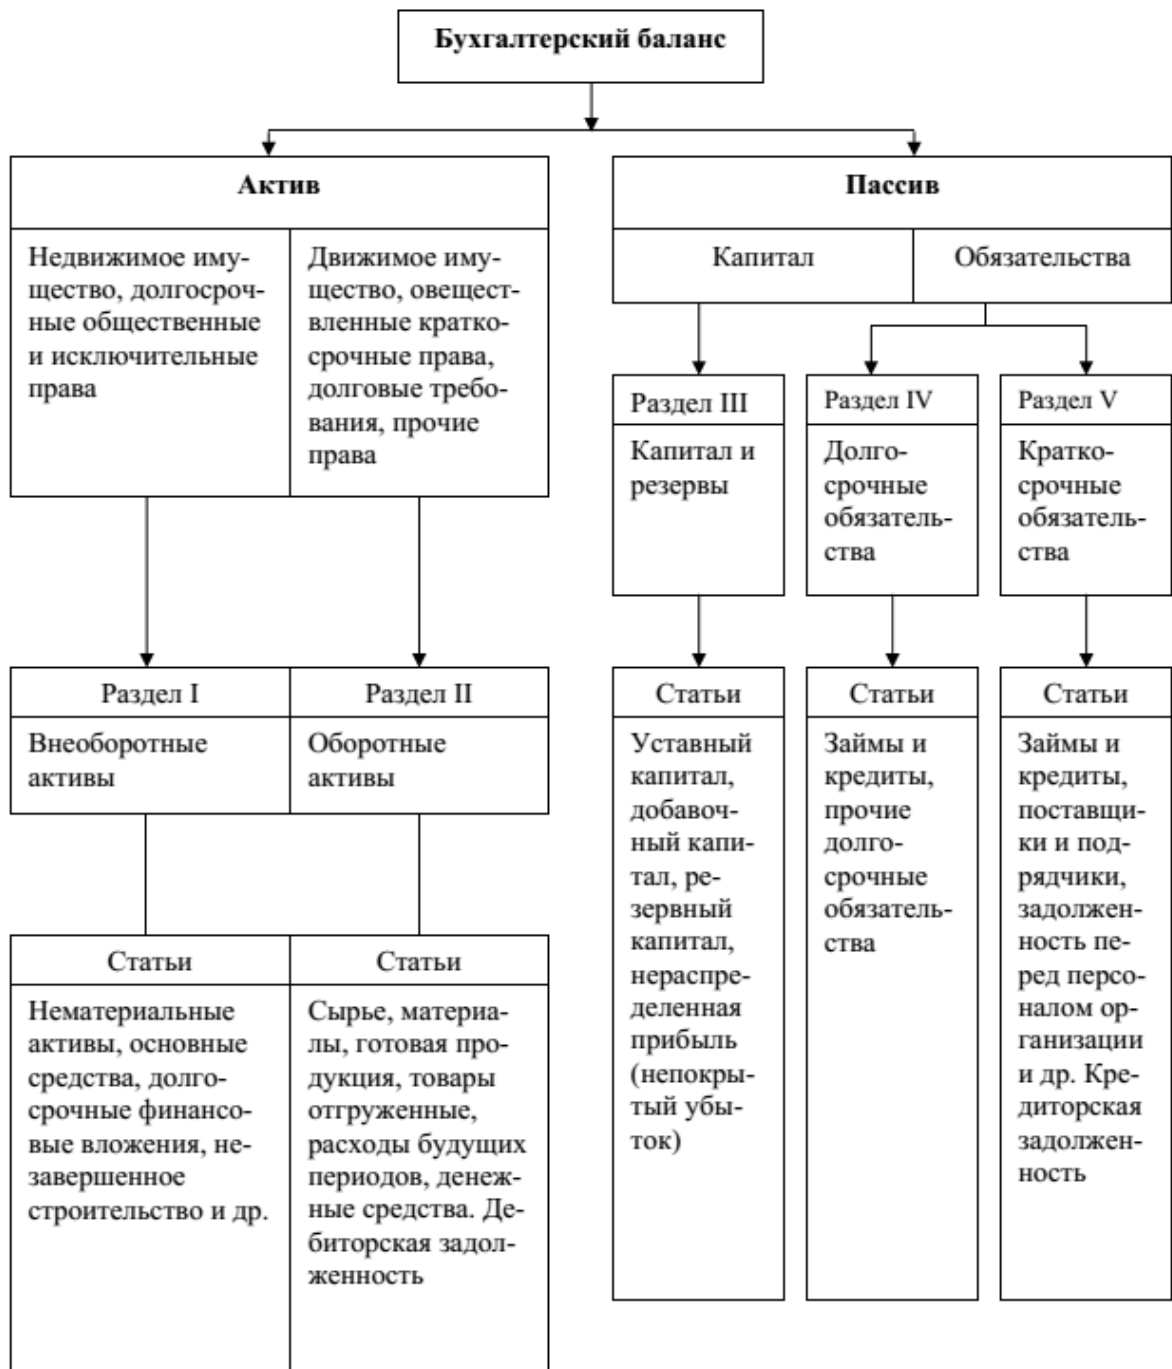 Бухгалтерский баланс
Актив
Недвижимое иму-
щество, долгосроч-
ные общественные
и исключительные
права
Движимое иму-
щество, овещест-
вленные кратко-
срочные права,
долговые требо-
вания, прочие
права
Раздел I
Раздел II
Внеоборотные
активы
Оборотные
активы
Статьи
Нематериальные
активы, основные
средства, долго-
срочные финансо-
вые вложения, не-
завершенное
строительство и др.
Статьи
Сырье, материа-
лы, готовая про-
дукция, товары
отгруженные,
расходы будущих
периодов, денеж-
ные средства. Де-
биторская задол-
женность
Пассив
Капитал
Обязательства
Раздел III
Капитал и
резервы
Статьи
Уставный
капитал,
добавоч-
ный капи-
тал, ре-
зервный
капитал,
нераспре-
деленная
прибыль
(непокры-
тый убы-
ток)
Раздел IV
Долго-
срочные
обязатель-
ства
Статьи
Займы и
кредиты,
прочие
долго-
срочные
обязатель-
ства
Раздел V
Кратко-
срочные
обязатель-
ства
Статьи
Займы и
кредиты,
поставщи-
ки и под-
рядчики,
задолжен-
ность пе-
ред персо-
налом ор-
ганизации
и др. Кре-
диторская
задолжен-
ность